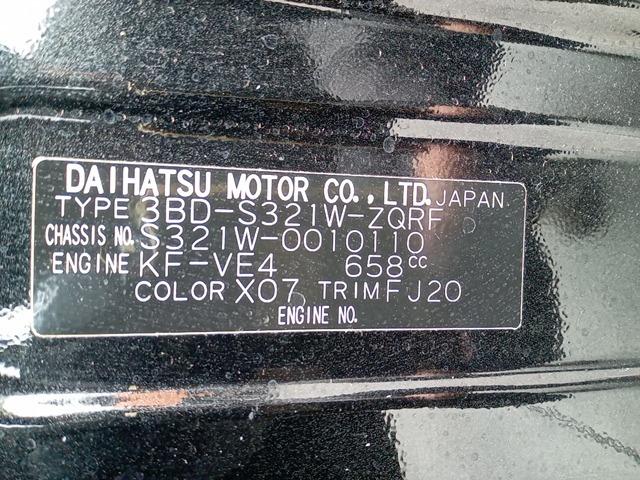 DAIHATSU MOTOR CO., LTD. JAPAN
TYPE 3BD-S321W-ZQRF
CHASSIS NO. S321W-0010110
ENGINE KF-VE4 658cc
COLOR X07 TRIM FJ20
ENGINE NO.